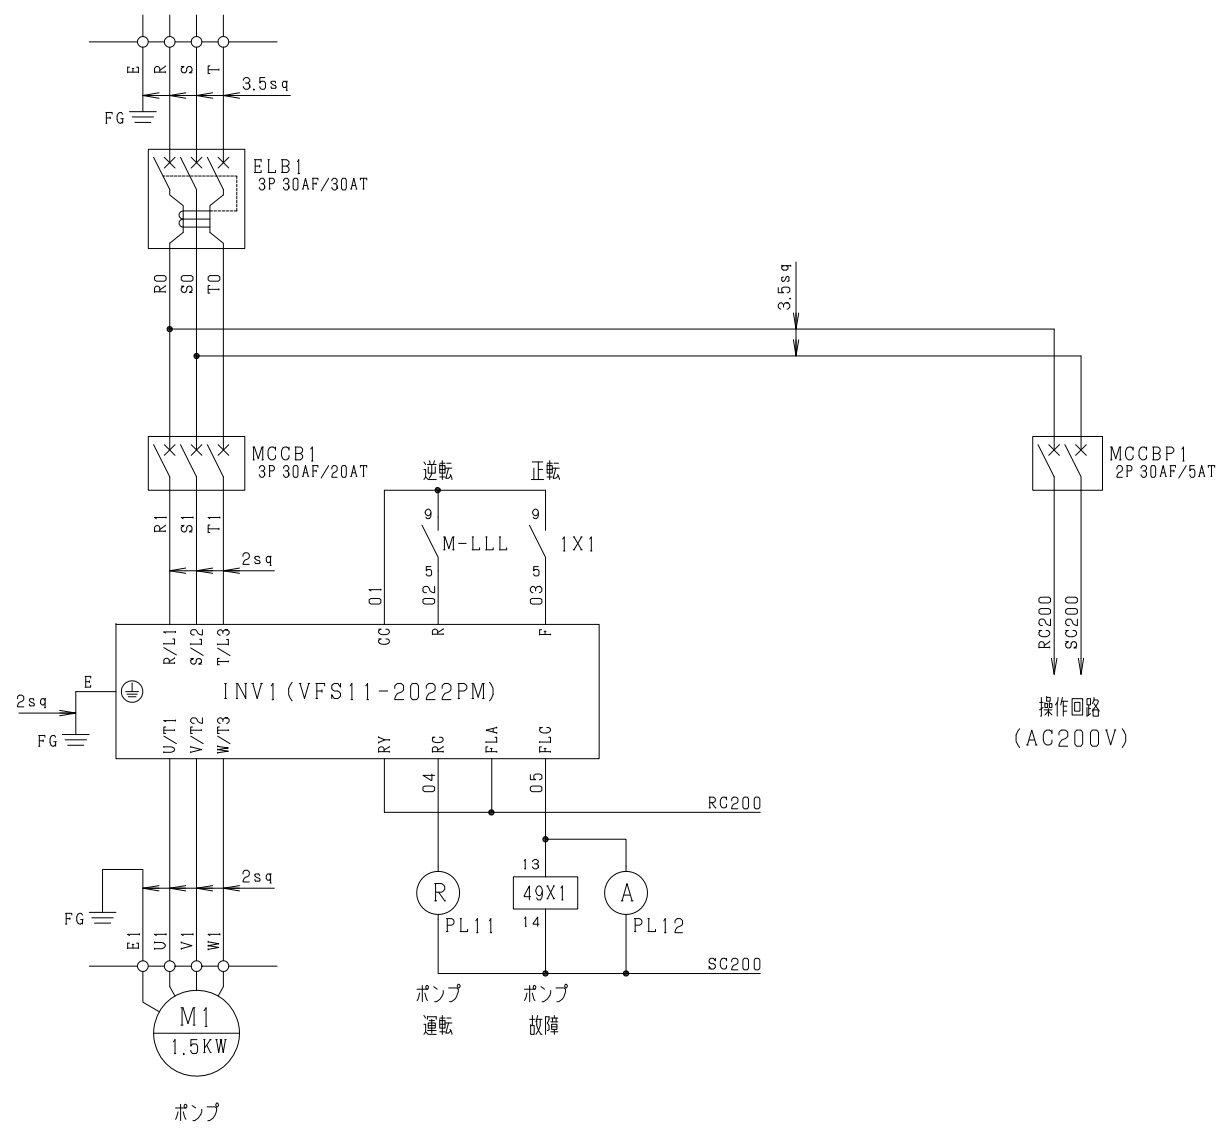 E R S T
3.5sq
FG
ELB1
3P 30AF/30AT
R0 S0 T0
3.5sq
MCCB1
3P 30AF/20AT
MCCBP1
2P 30AF/5AT
逆転 正転
9 9
M-LLL 1X1
5 5
R1 S1 T1
2sq
01 02 03
RC200 SC200
R/L1 S/L2 T/L3 CC R F
E
2sq
FG
INV1(VFS11-2022PM)
操作回路
(AC200V)
U/T1 V/T2 W/T3 RY RC FLA FLC
04 05
RC200
13
2sq
R 49X1 A
FG
PL11 14 PL12
E1 U1 V1 W1
SC200
ポンプ ポンプ
運転 故障
M1
1.5KW
ポンプ